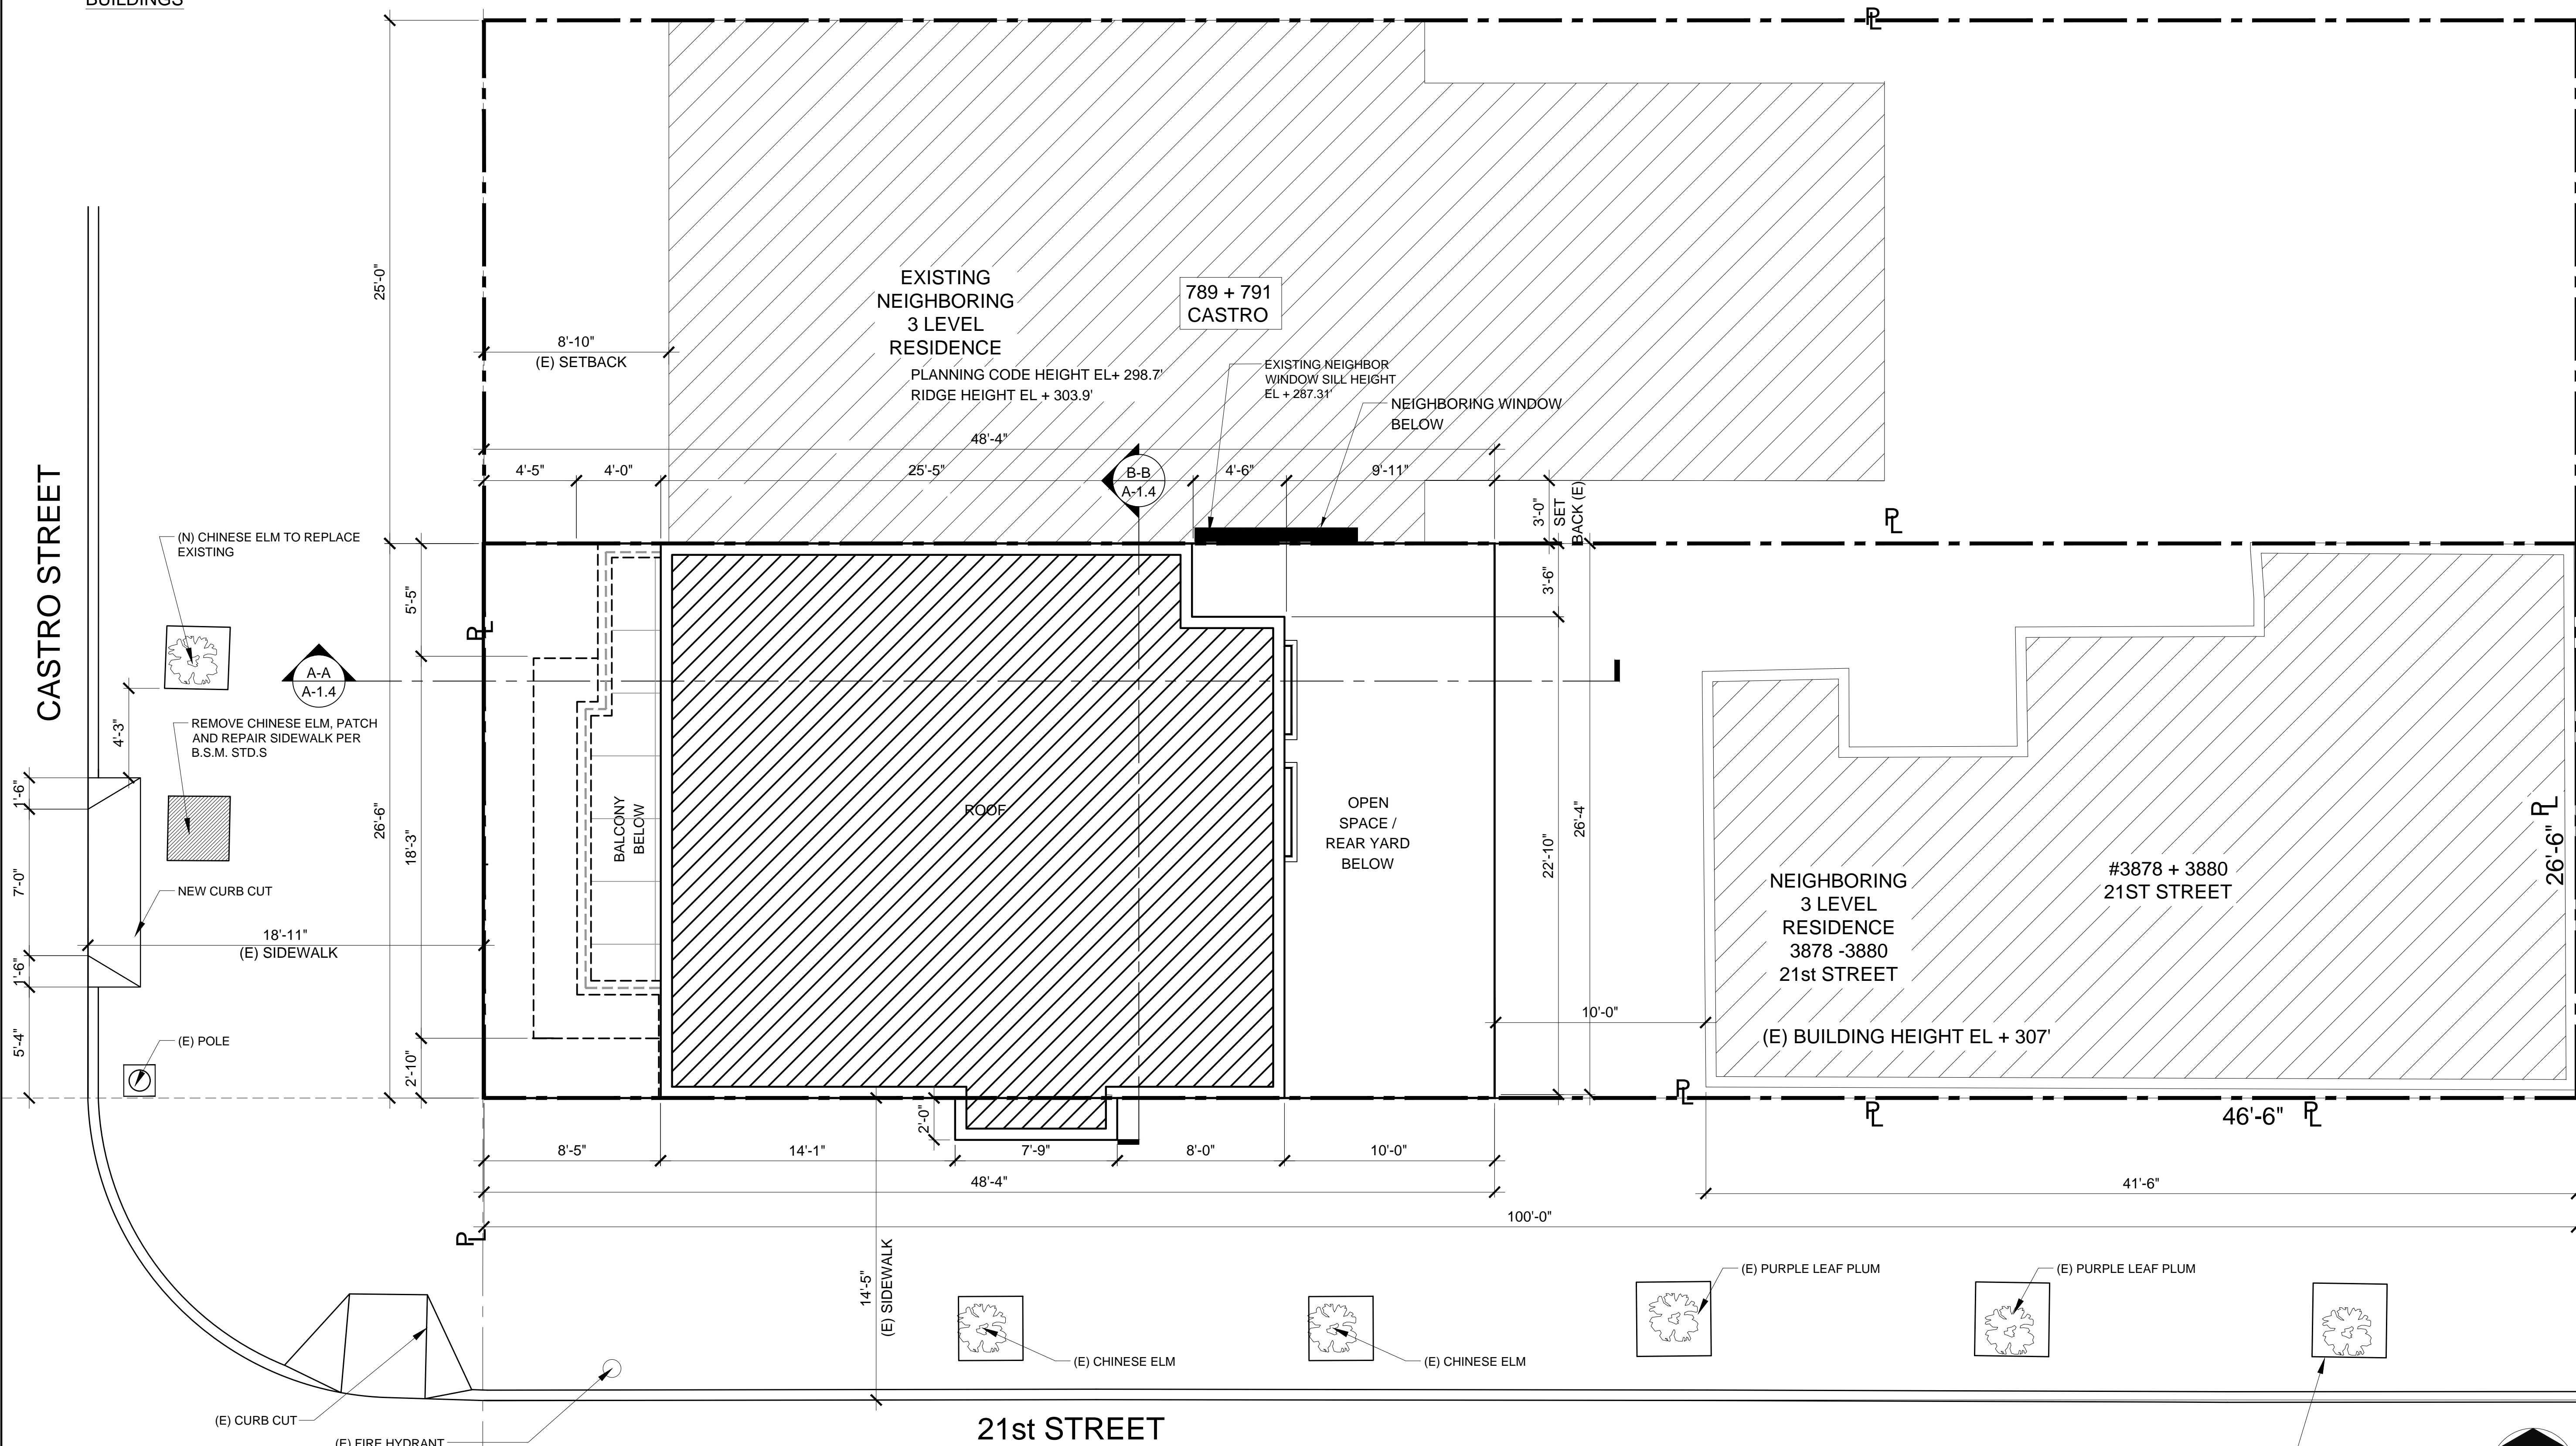 BUILDINGS
PL
25'-0"
EXISTING
NEIGHBORING
3 LEVEL
RESIDENCE
PLANNING CODE HEIGHT EL+ 298.7'
RIDGE HEIGHT EL + 303.9'
789 + 791
CASTRO
8'-10"
(E) SETBACK
EXISTING NEIGHBOR
WINDOW SILL HEIGHT
EL + 287.31'
NEIGHBORING WINDOW
BELOW
48'-4"
4'-5"
4'-0"
25'-5"
B-B
A-1.4
4'-6"
9'-11"
3'-0"
SET
BACK (E)
PL
CASTRO STREET
(N) CHINESE ELM TO REPLACE
EXISTING
5'-5"
3'-6"
PL
A-A
A-1.4
4'-3"
REMOVE CHINESE ELM, PATCH
AND REPAIR SIDEWALK PER
B.S.M. STD.S
1'-6"
7'-0"
1'-6"
5'-4"
26'-6"
18'-3"
2'-10"
BALCONY
BELOW
ROOF
OPEN
SPACE /
REAR YARD
BELOW
22'-10"
26'-4"
NEW CURB CUT
18'-11"
(E) SIDEWALK
(E) POLE
NEIGHBORING
3 LEVEL
RESIDENCE
3878 -3880
21st STREET
#3878 + 3880
21ST STREET
26'-6" PL
10'-0"
(E) BUILDING HEIGHT EL + 307'
PL
PL
46'-6"
PL
2'-0"
8'-5"
14'-1"
7'-9"
8'-0"
10'-0"
48'-4"
41'-6"
100'-0"
PL
14'-5"
(E) SIDEWALK
(E) PURPLE LEAF PLUM
(E) PURPLE LEAF PLUM
(E) CHINESE ELM
(E) CHINESE ELM
(E) CURB CUT
21st STREET
(E) FIRE HYDRANT